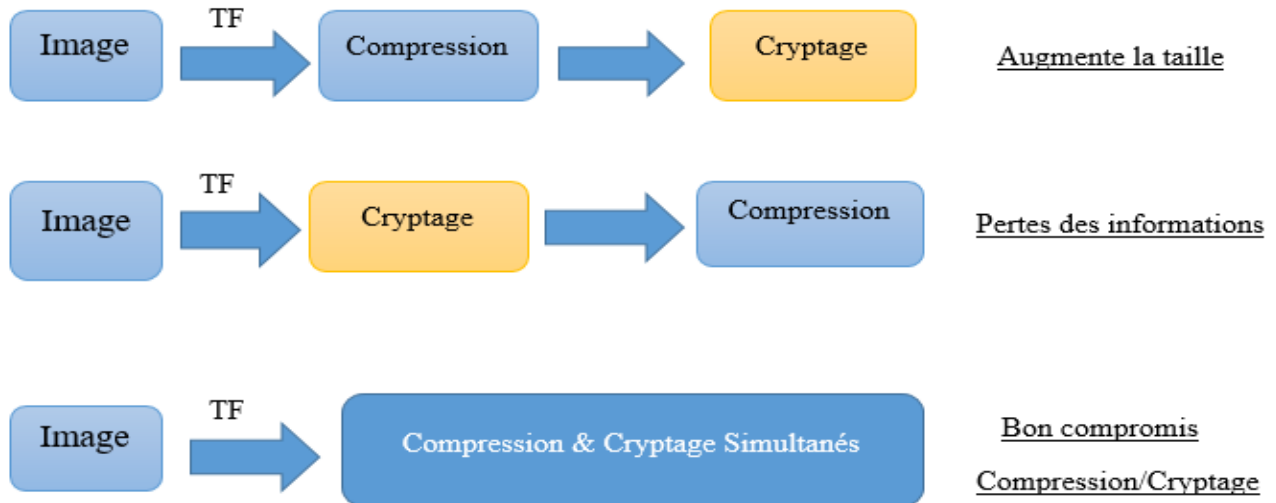 TF
Image
Compression
Cryptage
Augmente la taille
TF
Image
Cryptage
Compression
Pertes des informations
TF
Image
Compression & Cryptage Simultanés
Bon compromis
Compression/Cryptage